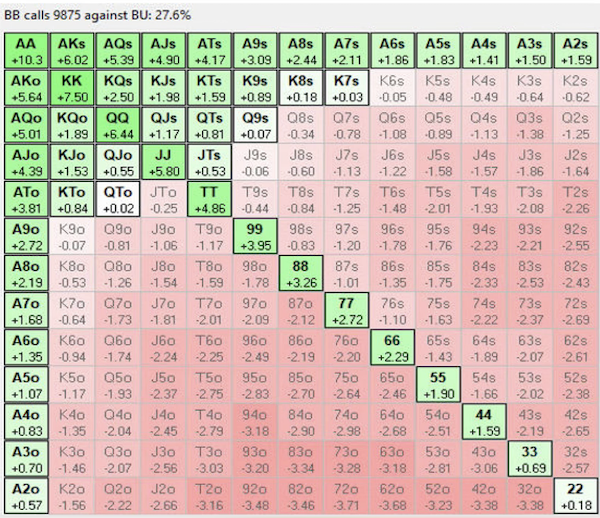 BB calls 9875 against BU: 27.6%
AA AKs AQs AJs ATs A9s A8s A7s A6s A5s A4s A3s A2s
+10.3 +6.02 +5.39 +4.90 +4.17 +3.09 +2.44 +2.11 +1.86 +1.83 +1.41 +1.50 +1.59
AKo KK KQs KJs KTs K9s K8s K7s K6s K5s K4s K3s K2s
+5.64 +7.50 +2.50 +1.98 +1.59 +0.89 +0.18 +0.03 -0.05 -0.48 -0.49 -0.64 -0.62
AQo KQo QQ QJs QTs Q9s Q8s Q7s Q6s Q5s Q4s Q3s Q2s
+5.01 +1.89 +6.44 +1.17 +0.81 +0.07 -0.34 -0.78 -1.08 -0.89 -1.13 -1.38 -1.25
AJo KJo QJo JJ JTs J9s J8s J7s J6s J5s J4s J3s J2s
+4.39 +1.53 +0.55 +5.80 +0.53 -0.06 -0.60 -1.13 -1.22 -1.58 -1.57 -1.86 -1.64
ATo KTo QTo JTo TT T9s T8s T7s T6s T5s T4s T3s T2s
+3.81 +0.84 +0.02 -0.25 +4.86 -0.44 -0.84 -1.25 -1.48 -2.01 -1.93 -2.08 -2.26
A9o K9o Q9o J9o T9o 99 98s 97s 96s 95s 94s 93s 92s
+2.72 -0.07 -0.81 -1.06 -1.17 +3.95 -0.83 -1.20 -1.78 -1.76 -2.23 -2.21 -2.55
A8o K8o Q8o J8o T8o 98o 88 87s 86s 85s 84s 83s 82s
+2.19 -0.53 -1.26 -1.54 -1.59 -1.78 +3.26 -1.01 -1.35 -1.75 -2.33 -2.53 -2.43
A7o K7o Q7o J7o T7o 97o 87o 77 76s 75s 74s 73s 72s
+1.68 -0.64 -1.73 -1.81 -2.01 -2.09 -2.12 +2.72 -1.10 -1.63 -2.22 -2.37 -2.69
A6o K6o Q6o J6o T6o 96o 86o 76o 66 65s 64s 63s 62s
+1.35 -0.94 -1.74 -2.24 -2.25 -2.49 -2.19 -2.20 +2.29 -1.43 -1.89 -2.07 -2.61
A5o K5o Q5o J5o T5o 95o 85o 75o 65o 55 54s 53s 52s
+1.07 -1.17 -1.93 -2.37 -2.75 -2.83 -2.70 -2.64 -2.46 +1.90 -1.66 -2.02 -2.38
A4o K4o Q4o J4o T4o 94o 84o 74o 64o 54o 44 43s 42s
+0.83 -1.35 -2.04 -2.45 -2.79 -3.18 -2.90 -2.98 -2.68 -2.51 +1.59 -2.19 -2.65
A3o K3o Q3o J3o T3o 93o 83o 73o 63o 53o 43o 33 32s
+0.70 -1.46 -2.07 -2.56 -3.03 -3.20 -3.34 -3.28 -3.18 -2.81 -3.06 +0.69 -2.57
A2o K2o Q2o J2o T2o 92o 82o 72o 62o 52o 42o 32o 22
+0.57 -1.56 -2.22 -2.66 -3.16 -3.48 -3.46 -3.71 -3.68 -3.23 -3.38 -3.38 +0.18